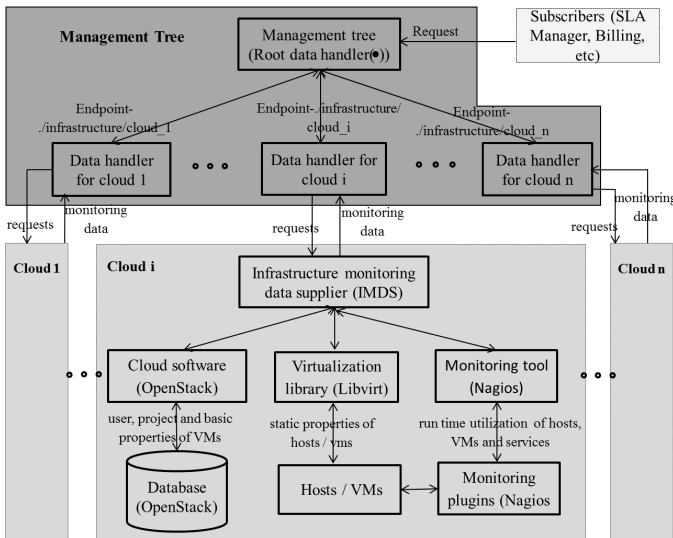 Management Tree
Management tree
(Root data handler(●))
Request
Subscribers (SLA
Manager, Billing,
etc)
Endpoint-
./infrastructure/cloud_1
Endpoint-./infrastructure/
cloud_i
Endpoint-
./infrastructure/cloud_n
Data handler
for cloud 1
Data handler for
cloud i
Data handler
for cloud n
requests
monitoring
data
requests
monitoring
data
requests
monitoring
data
Cloud 1
Cloud i
Cloud n
Infrastructure monitoring
data supplier (IMDS)
Cloud software
(OpenStack)
Virtualization
library (Libvirt)
Monitoring tool
(Nagios)
user, project and basic
properties of VMs
static properties of
hosts / vms
run time utilization of hosts,
VMs and services
Database
(OpenStack)
Hosts / VMs
Monitoring
plugins (Nagios